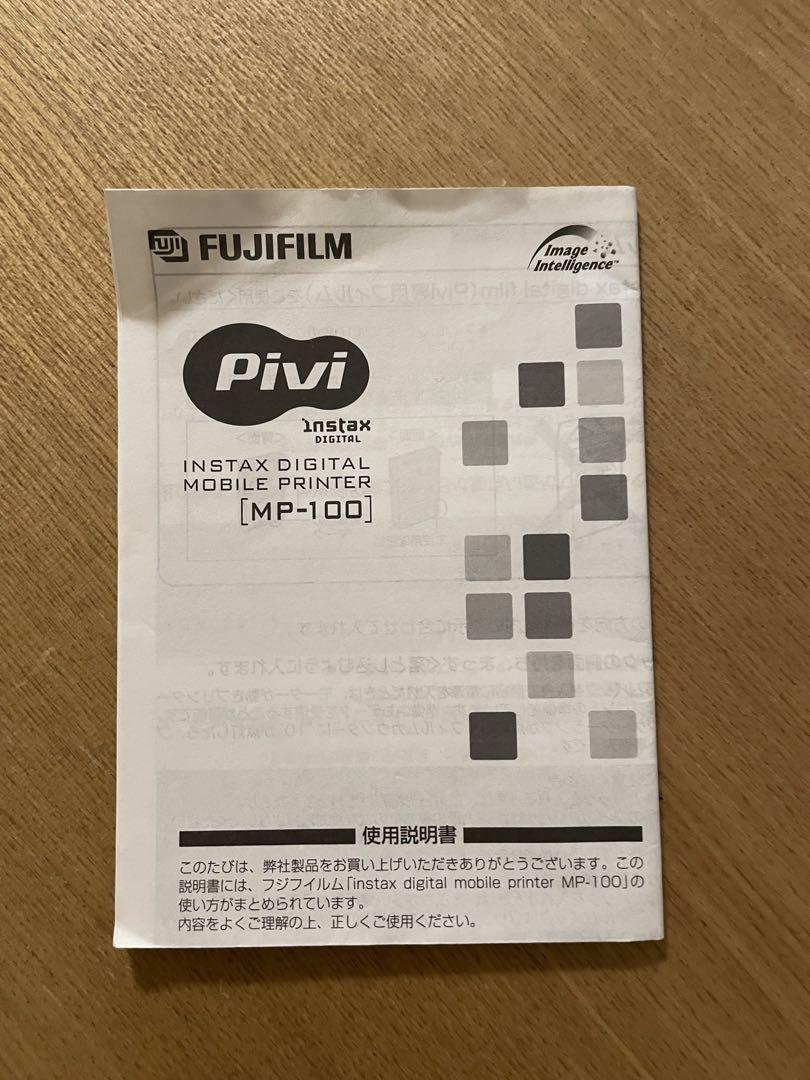 FUJI FUJIFILM
Image
Intelligence™
Pivi
instax
DIGITAL
INSTAX DIGITAL
MOBILE PRINTER
[MP-100]
使用説明書
このたびは、弊社製品をお買い上げいただきありがとうございます。この
説明書には、フジフイルム「instax digital mobile printer MP-100」の
使い方がまとめられています。
内容をよくご理解の上、正しくご使用ください。